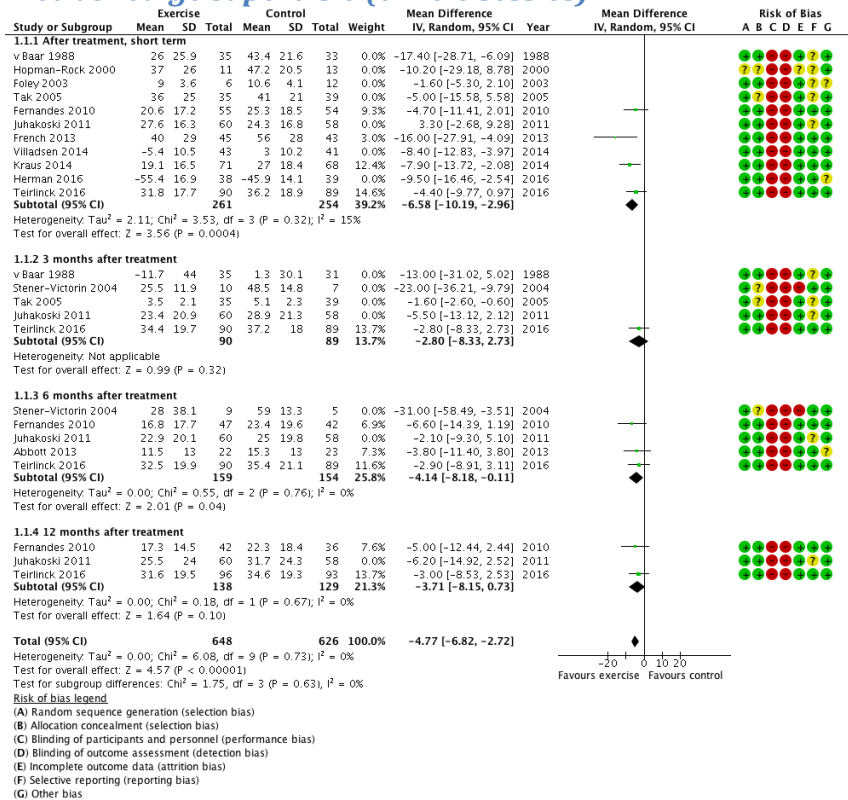 Exercise Control Mean Difference Mean Difference Risk of Bias
Study or Subgroup Mean SD Total Mean SD Total Weight IV, Random, 95% CI Year IV, Random, 95% CI A B C D E F G
1.1.1 After treatment, short term
v Baar 1988 26 25.9 35 43.4 21.6 33 0.0% -17.40 [-28.71, -6.09] 1988
Hopman-Rock 2000 37 26 11 47.2 20.5 13 0.0% -10.20 [-29.18, 8.78] 2000
Foley 2003 9 3.6 6 10.6 4.1 12 0.0% -1.60 [-5.30, 2.10] 2003
Tak 2005 36 25 35 41 21 39 0.0% -5.00 [-15.58, 5.58] 2005
Fernandes 2010 20.6 17.2 55 25.3 18.5 54 0.0% -4.70 [-11.41, 2.01] 2010
Juhakoski 2011 27.6 16.3 60 24.3 16.8 58 0.0% 3.30 [-2.68, 9.28] 2011
French 2013 40 29 45 56 28 43 0.0% -16.00 [-27.91, -4.09] 2013
Villadsen 2014 -5.4 10.5 43 3 10.2 41 0.0% -8.40 [-12.83, -3.97] 2014
Kraus 2014 19.1 16.5 71 27 18.4 68 12.4% -7.90 [-13.72, -2.08] 2014
Herman 2016 -55.4 16.9 38 -45.9 14.1 39 0.0% -9.50 [-16.46, -2.54] 2016
Teirlinck 2016 31.8 17.7 90 36.2 18.9 89 14.6% -4.40 [-9.77, 0.97] 2016
Subtotal (95% CI) 261 254 39.2% -6.58 [-10.19, -2.96]
Heterogeneity: Tau² = 2.11; Chi² = 3.53, df = 3 (P = 0.32); I² = 15%
Test for overall effect: Z = 3.56 (P = 0.0004)
1.1.2 3 months after treatment
v Baar 1988 -11.7 44 35 1.3 30.1 31 0.0% -13.00 [-31.02, 5.02] 1988
Stener-Victorin 2004 25.5 11.9 10 48.5 14.8 7 0.0% -23.00 [-36.21, -9.79] 2004
Tak 2005 3.5 2.1 35 5.1 2.3 39 0.0% -1.60 [-2.60, -0.60] 2005
Juhakoski 2011 23.4 20.9 60 28.9 21.3 58 0.0% -5.50 [-13.12, 2.12] 2011
Teirlinck 2016 34.4 19.7 90 37.2 18 89 13.7% -2.80 [-8.33, 2.73] 2016
Subtotal (95% CI) 90 89 13.7% -2.80 [-8.33, 2.73]
Heterogeneity: Not applicable
Test for overall effect: Z = 0.99 (P = 0.32)
1.1.3 6 months after treatment
Stener-Victorin 2004 28 38.1 9 59 13.3 5 0.0% -31.00 [-58.49, -3.51] 2004
Fernandes 2010 16.8 17.7 47 23.4 19.6 42 6.9% -6.60 [-14.39, 1.19] 2010
Juhakoski 2011 22.9 20.1 60 25 19.8 58 0.0% -2.10 [-9.30, 5.10] 2011
Abbott 2013 11.5 13 22 15.3 13 23 0.0% -3.80 [-11.40, 3.80] 2013
Teirlinck 2016 32.5 19.9 90 35.4 21.1 89 11.6% -2.90 [-8.91, 3.11] 2016
Subtotal (95% CI) 159 154 25.8% -4.14 [-8.18, -0.11]
Heterogeneity: Tau² = 0.00; Chi² = 0.55, df = 2 (P = 0.76); I² = 0%
Test for overall effect: Z = 2.01 (P = 0.04)
1.1.4 12 months after treatment
Fernandes 2010 17.3 14.5 42 22.3 18.4 36 7.6% -5.00 [-12.44, 2.44] 2010
Juhakoski 2011 25.5 24 60 31.7 24.3 58 0.0% -6.20 [-14.92, 2.52] 2011
Teirlinck 2016 31.6 19.5 96 34.6 19.3 93 13.7% -3.00 [-8.53, 2.53] 2016
Subtotal (95% CI) 138 129 21.3% -3.71 [-8.15, 0.73]
Heterogeneity: Tau² = 0.00; Chi² = 0.18, df = 1 (P = 0.67); I² = 0%
Test for overall effect: Z = 1.64 (P = 0.10)
Total (95% CI) 648 626 100.0% -4.77 [-6.82, -2.72]
Heterogeneity: Tau² = 0.00; Chi² = 6.08, df = 9 (P = 0.73); I² = 0%
Test for overall effect: Z = 4.57 (P < 0.00001)
Test for subgroup differences: Chi² = 1.75, df = 3 (P = 0.63), I² = 0%
-20 0 10 20
Favours exercise Favours control
Risk of bias legend
(A) Random sequence generation (selection bias)
(B) Allocation concealment (selection bias)
(C) Blinding of participants and personnel (performance bias)
(D) Blinding of outcome assessment (detection bias)
(E) Incomplete outcome data (attrition bias)
(F) Selective reporting (reporting bias)
(G) Other bias